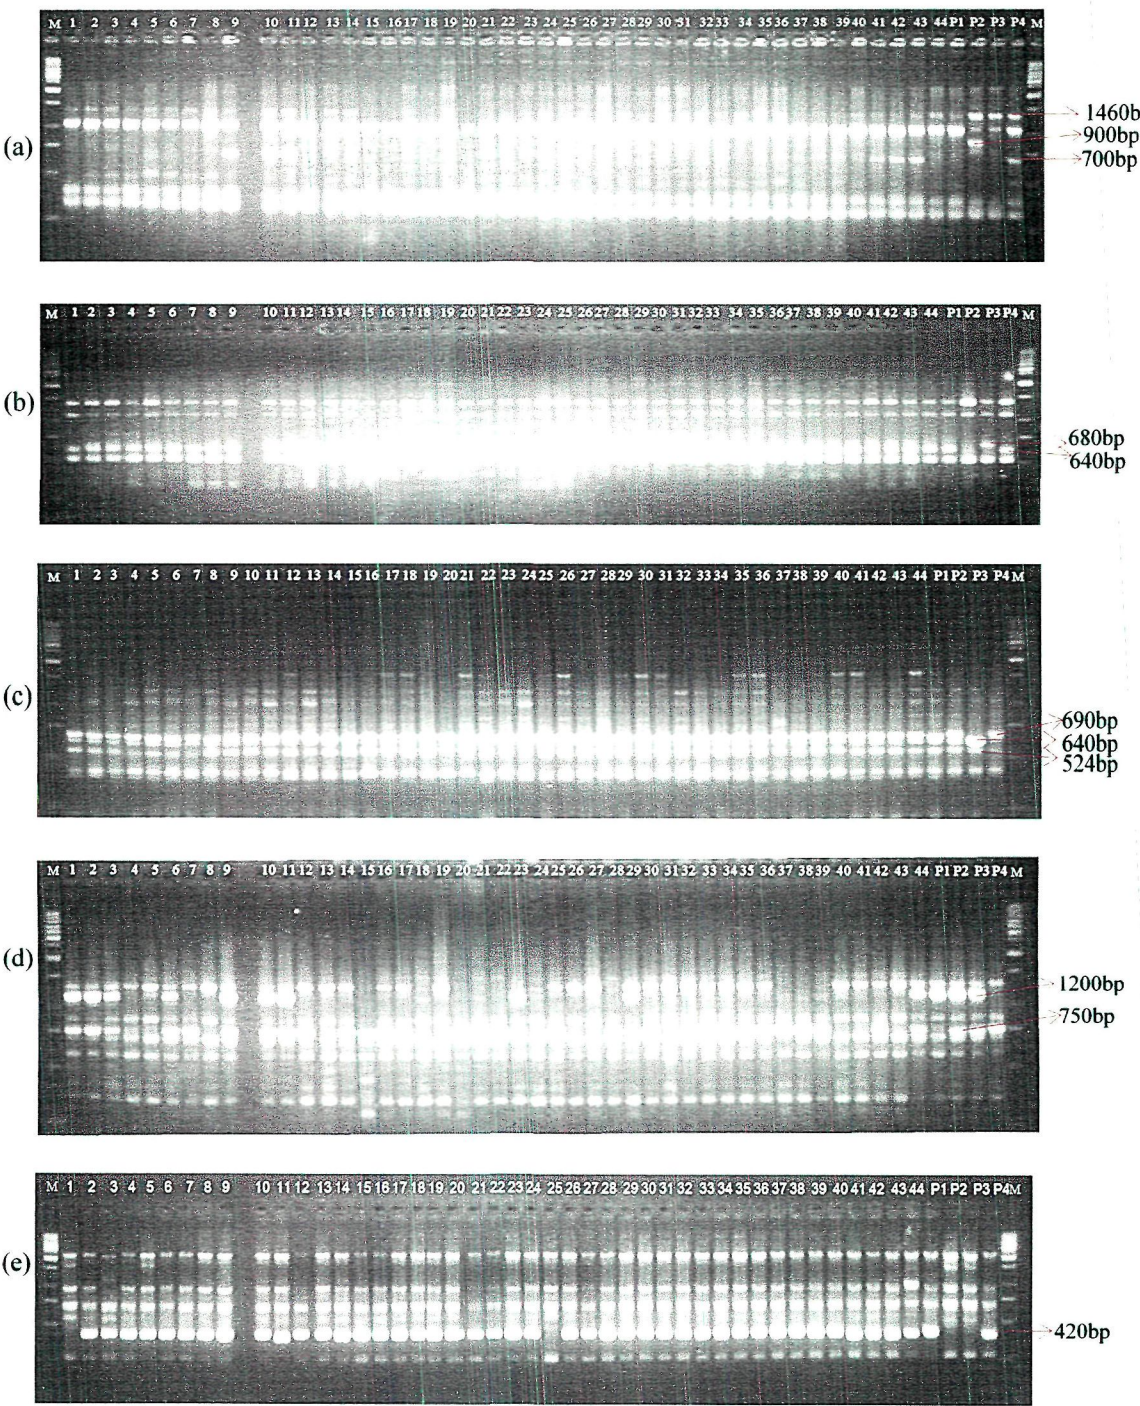 1 2 3 4 5 6 7 8 9 10 11 12 13 14 15 1617 18 19 20 21 22 23 24 25 26 27 28 29 30 31 32 33 34 35 36 37 38 39 40 41 42 43 44 P1 P2 P3 P4 M
M
(a)
1460b
900bp
700bp
M 1 2 3 4 5 6 7 8 9 10 11 12 13 14 15 16 17 18 19 20 21 22 23 24 25 26 27 28 29 30 31 32 33 34 35 36 37 38 39 40 41 42 43 44 P1 P2 P3 P4 M
(b)
680bp
640bp
M 1 2 3 4 5 6 7 8 9 10 11 12 13 14 15 16 17 18 19 20 21 22 23 24 25 26 27 28 29 30 31 32 33 34 35 36 37 38 39 40 41 42 43 44 P1 P2 P3 P4 M
(c)
690bp
640bp
524bp
M 1 2 3 4 5 6 7 8 9 10 11 12 13 14 15 16 17 18 19 20 21 22 23 24 25 26 27 28 29 30 31 32 33 34 35 36 37 38 39 40 41 42 43 44 P1 P2 P3 P4 M
(d)
1200bp
750bp
M 1 2 3 4 5 6 7 8 9 10 11 12 13 14 15 16 17 18 19 20 21 22 23 24 25 26 27 28 29 30 31 32 33 34 35 36 37 38 39 40 41 42 43 44 P1 P2 P3 P4 M
(e)
420bp